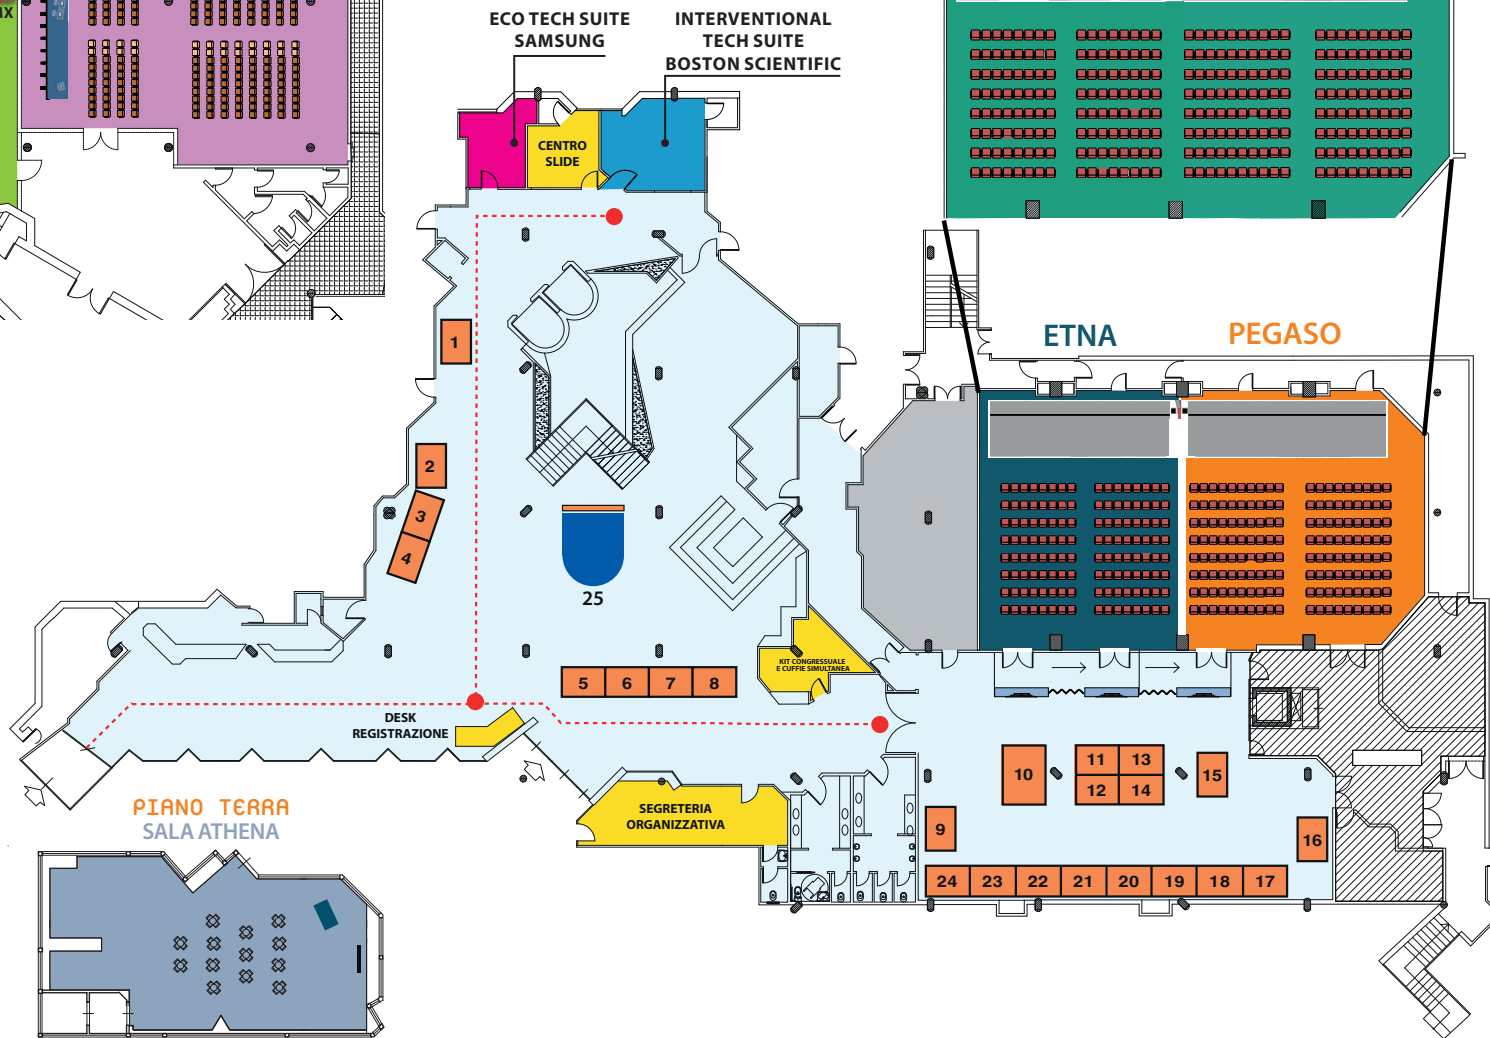 IX
ECO TECH SUITE
SAMSUNG
INTERVENTIONAL
TECH SUITE
BOSTON SCIENTIFIC
CENTRO
SLIDE
ETNA
PEGASO
1
2
3
4
25
KIT CONGRESSUALE
E CUFFIE SIMULTANEA
5 6 7 8
DESK
REGISTRAZIONE
10
11 13
12 14
15
SEGRETERIA
ORGANIZZATIVA
9
16
24 23 22 21 20 19 18 17
PIANO TERRA
SALA ATHENA